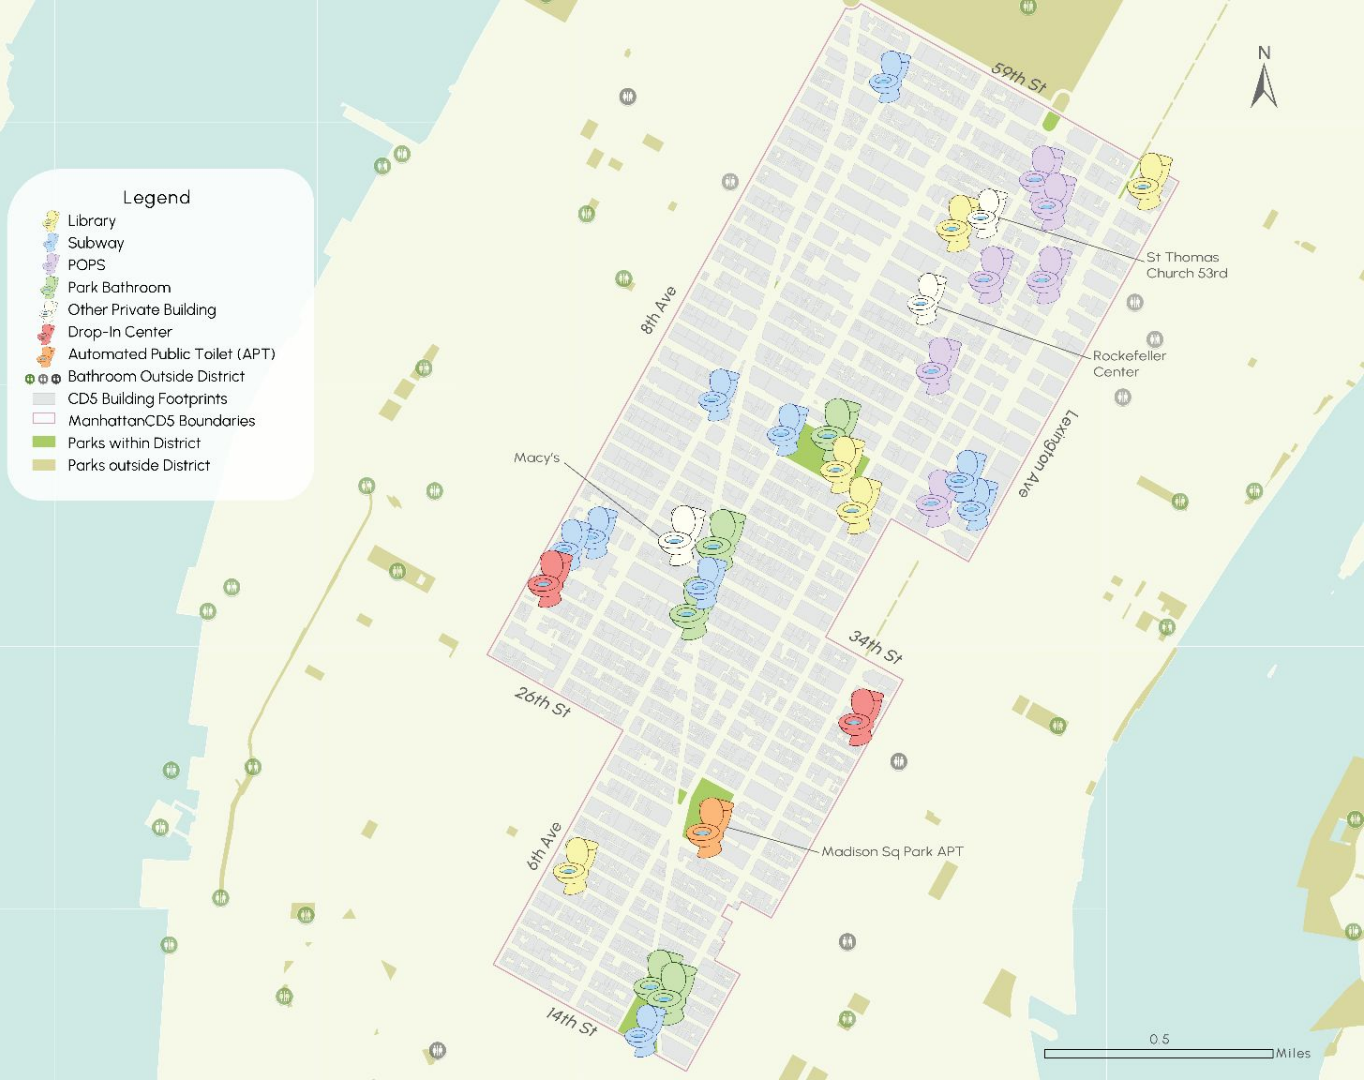 59th St
N
Legend
Library
Subway
POPS
Park Bathroom
Other Private Building
Drop-In Center
Automated Public Toilet (APT)
Bathroom Outside District
CD5 Building Footprints
ManhattanCD5 Boundaries
Parks within District
Parks outside District
St Thomas
Church 53rd
8th Ave
Rockefeller
Center
Lexington Ave
Macy's
34th St
26th St
6th Ave
Madison Sq Park APT
14th St
0.5
Miles